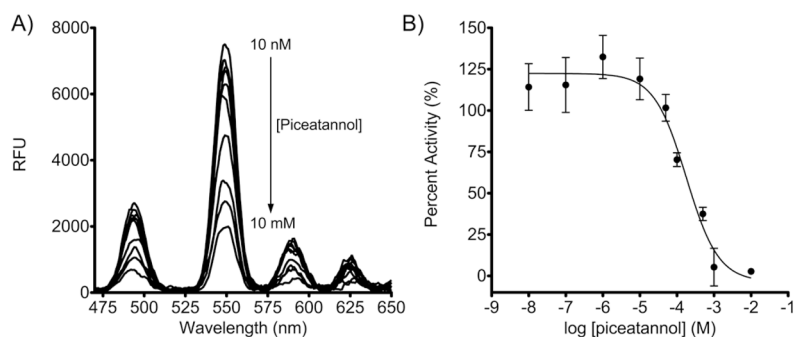 A)
8000
6000
4000
2000
0
RFU
10 nM
[Piceatannol]
10 mM
475 500 525 550 575 600 625 650
Wavelength (nm)
B)
150
125
100
75
50
25
0
Percent Activity (%)
-9 -8 -7 -6 -5 -4 -3 -2 -1
log [piceatannol] (M)